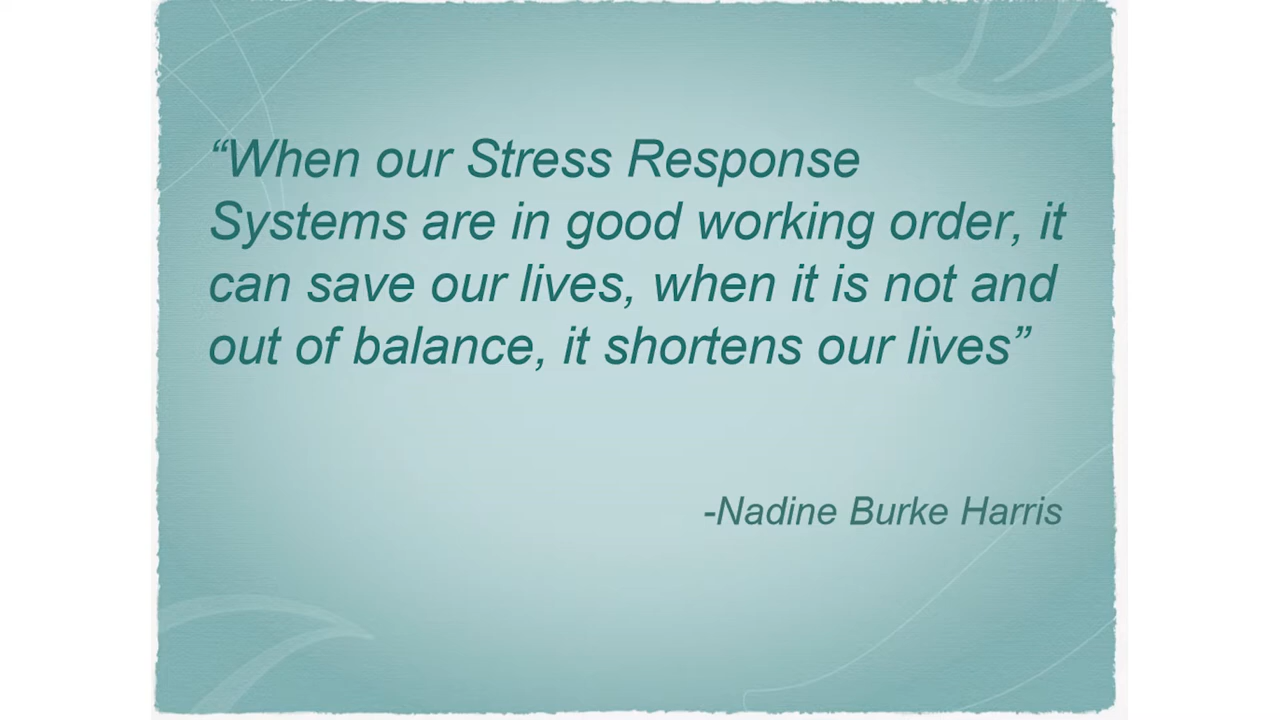 “When our Stress Response
Systems are in good working order, it
can save our lives, when it is not and
out of balance, it shortens our lives”
-Nadine Burke Harris